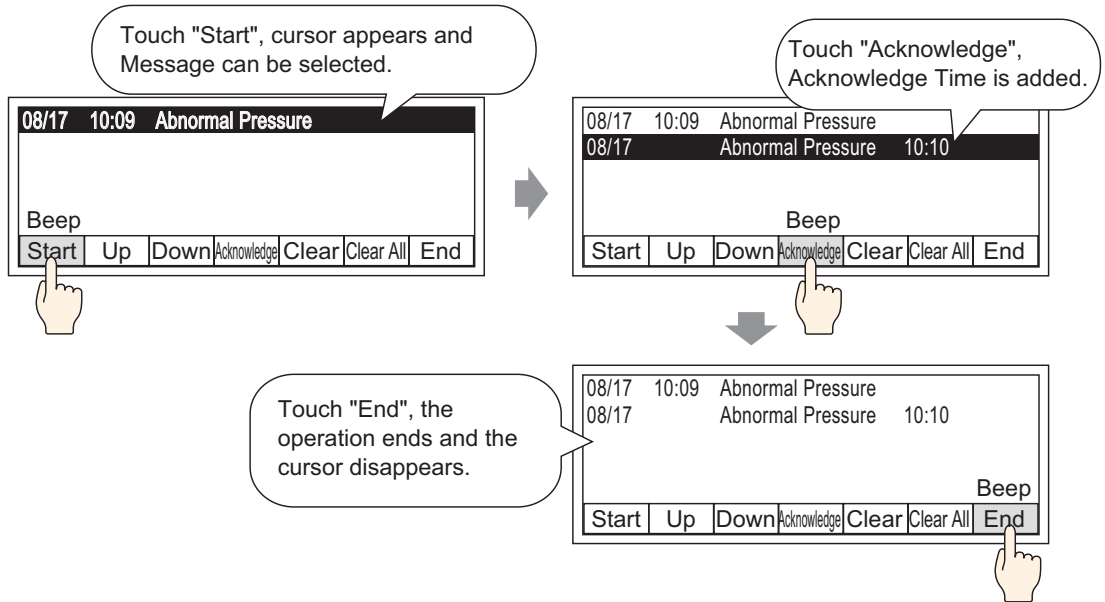 Touch "Start", cursor appears and
Message can be selected.
08/17 10:09 Abnormal Pressure
Beep
Start Up Down Acknowledge Clear Clear All End
Touch "Acknowledge",
Acknowledge Time is added.
08/17 10:09 Abnormal Pressure
08/17 Abnormal Pressure 10:10
Beep
Start Up Down Acknowledge Clear Clear All End
Touch "End", the
operation ends and the
cursor disappears.
08/17 10:09 Abnormal Pressure
08/17 Abnormal Pressure 10:10
Beep
Start Up Down Acknowledge Clear Clear All End